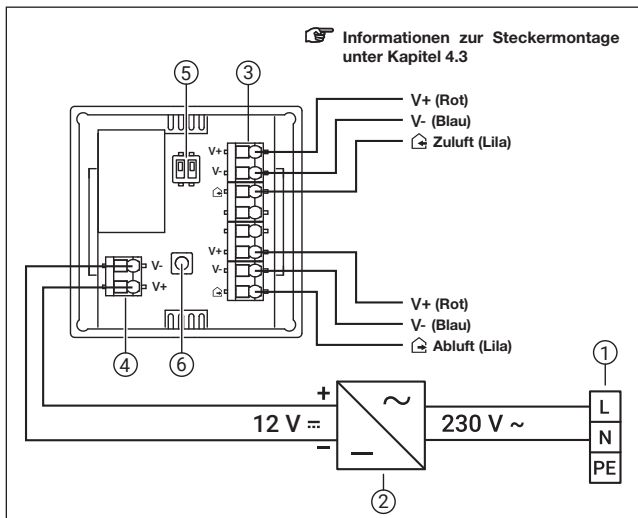 Informationen zur Steckermontage
unter Kapitel 4.3
5
3
V+ (Rot)
V- (Blau)
Zuluft (Lila)
V+
V-
V+
V-
V-
V+
4
6
V+ (Rot)
V- (Blau)
Abluft (Lila)
1
+
12 V
–
230 V ~
L
N
PE
2